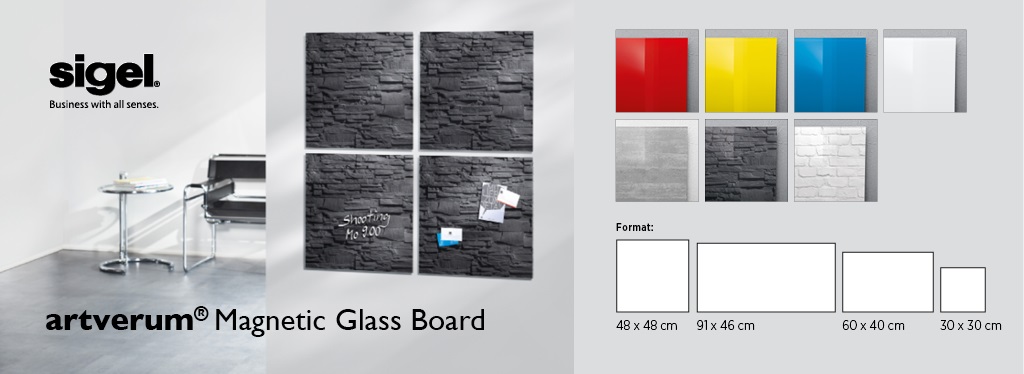 sigel®
Business with all senses.
Shooting
Mo 9.00
artverum® Magnetic Glass Board
Format:
48 x 48 cm
91 x 46 cm
60 x 40 cm
30 x 30 cm